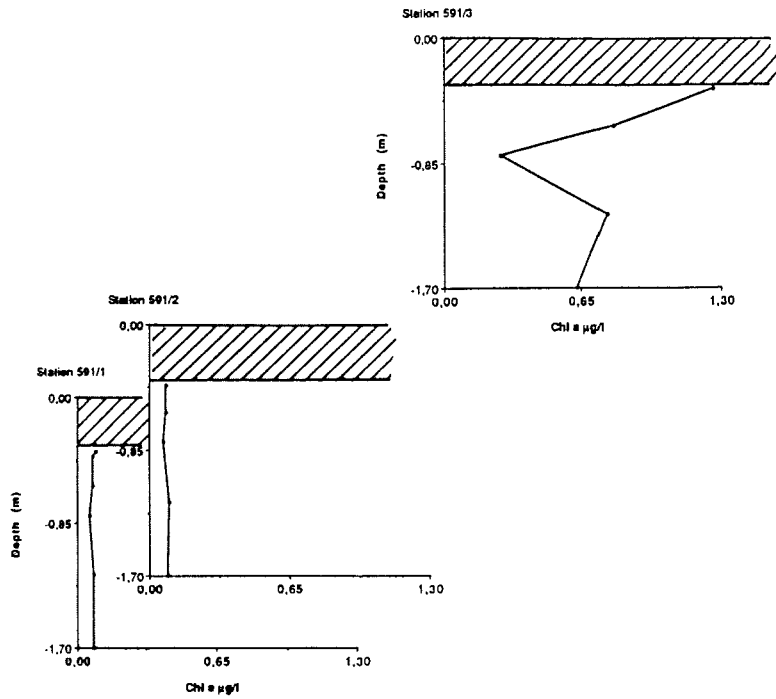 Station 591/3
0,00
Depth (m)
-0,85
-1,70
0,00 0,65 1,30
Chl a µg/l
Station 591/2
0,00
-0,85
-1,70
0,00 0,65 1,30
Station 591/1
0,00
Depth (m)
-0,85
-1,70
0,00 0,65 1,30
Chl a µg/l